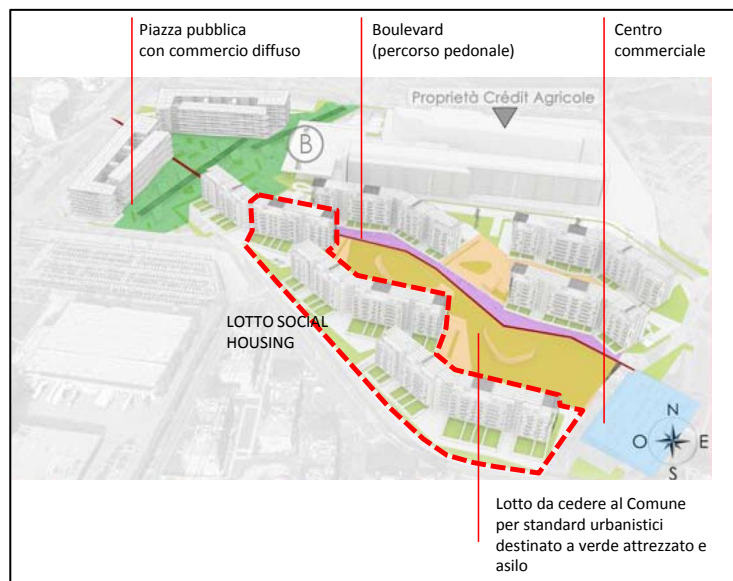 Piazza pubblica
con commercio diffuso
Boulevard
(percorso pedonale)
Centro
commerciale
Proprietà Crédit Agricole
B
LOTTO SOCIAL
HOUSING
N
O
E
S
Lotto da cedere al Comune
per standard urbanistici
destinato a verde attrezzato e
asilo